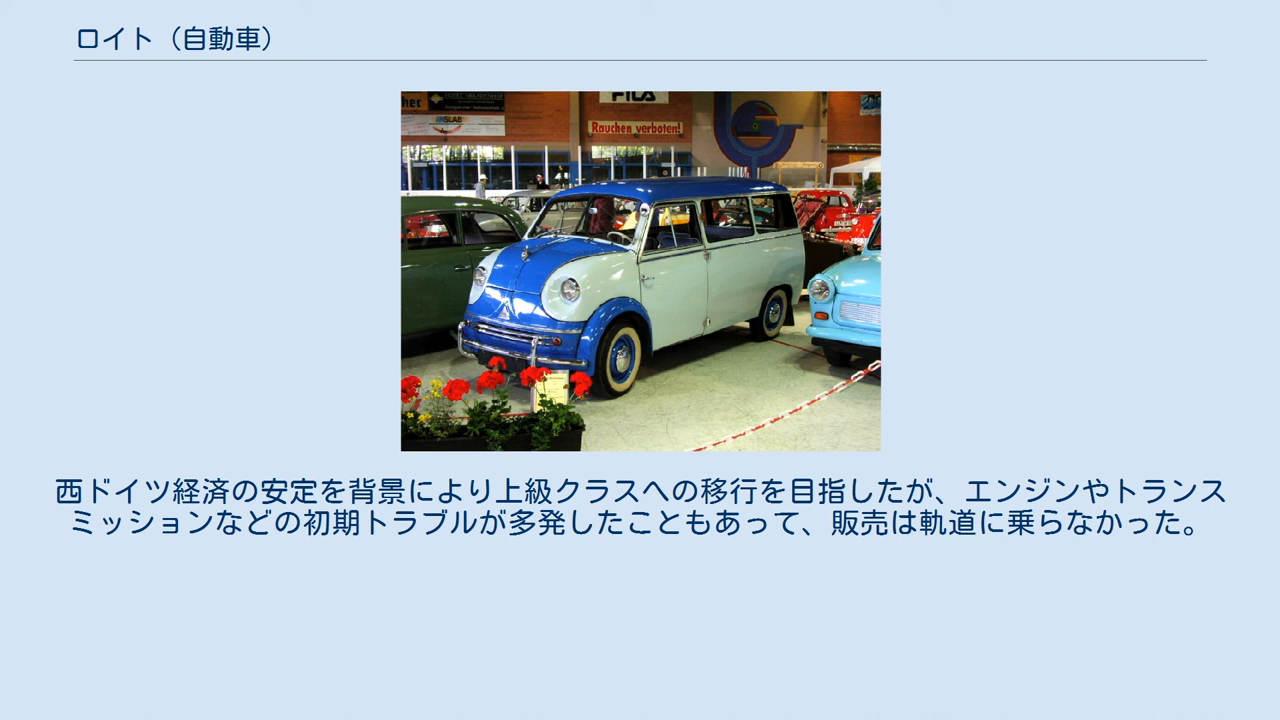 ロイト（自動車）
FILA
Rauchen verboten!
西ドイツ経済の安定を背景により上級クラスへの移行を目指したが、エンジンやトランス
ミッションなどの初期トラブルが多発したこともあって、販売は軌道に乗らなかった。